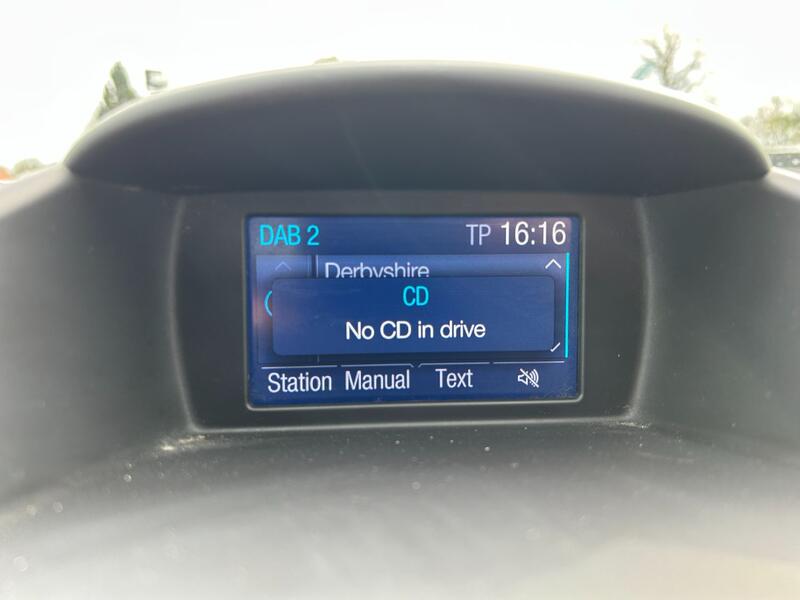 DAB 2 TP 16:16
Derbyshire
CD
No CD in drive
Station Manual Text